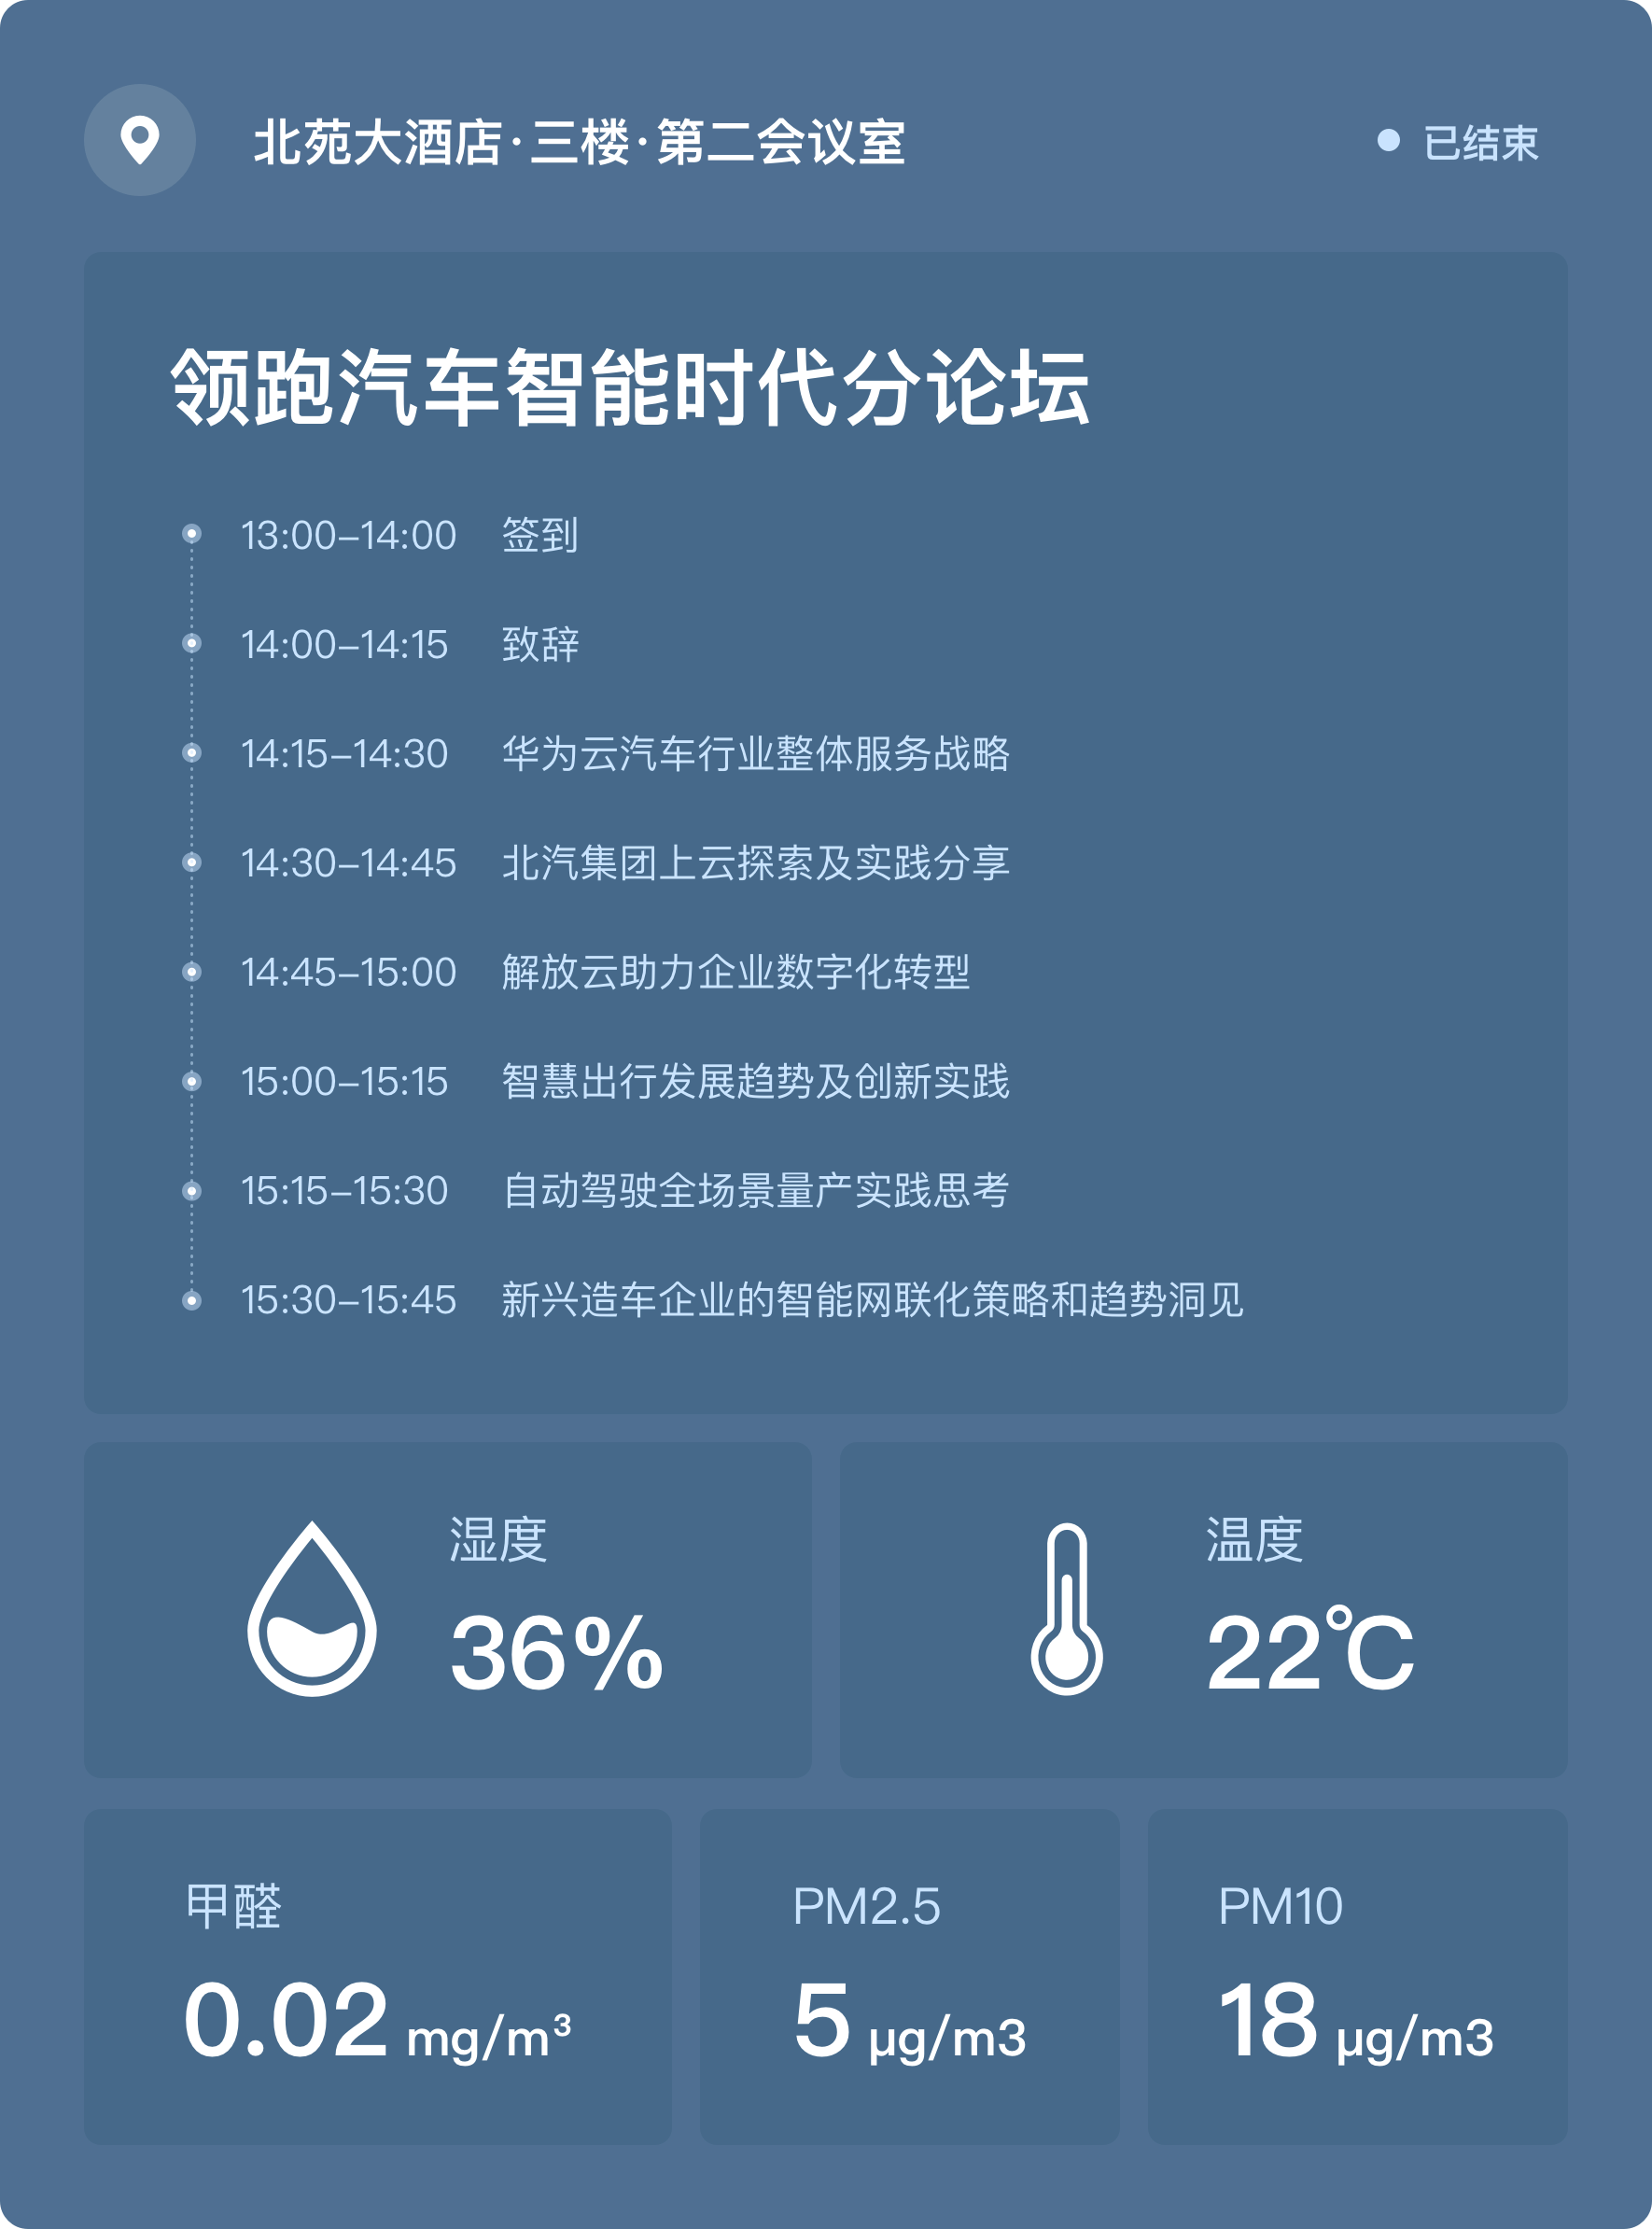 北苑大酒店·三楼·第二会议室
已结束
领跑汽车智能时代分论坛
13:00–14:00 签到
14:00–14:15 致辞
14:15–14:30 华力云汽车行业整体服务战略
14:30–14:45 北汽集团上云探索及实践分享
14:45–15:00 解放云助力企业数字化转型
15:00–15:15 智慧出行发展趋势及创新实践
15:15–15:30 自动驾驶全场景量产实践思考
15:30–15:45 新兴造车企业的智能网联化策略和趋势洞见
湿度
36%
温度
22℃
甲醛
0.02 mg/m³
PM2.5
5 μg/m3
PM10
18 μg/m3